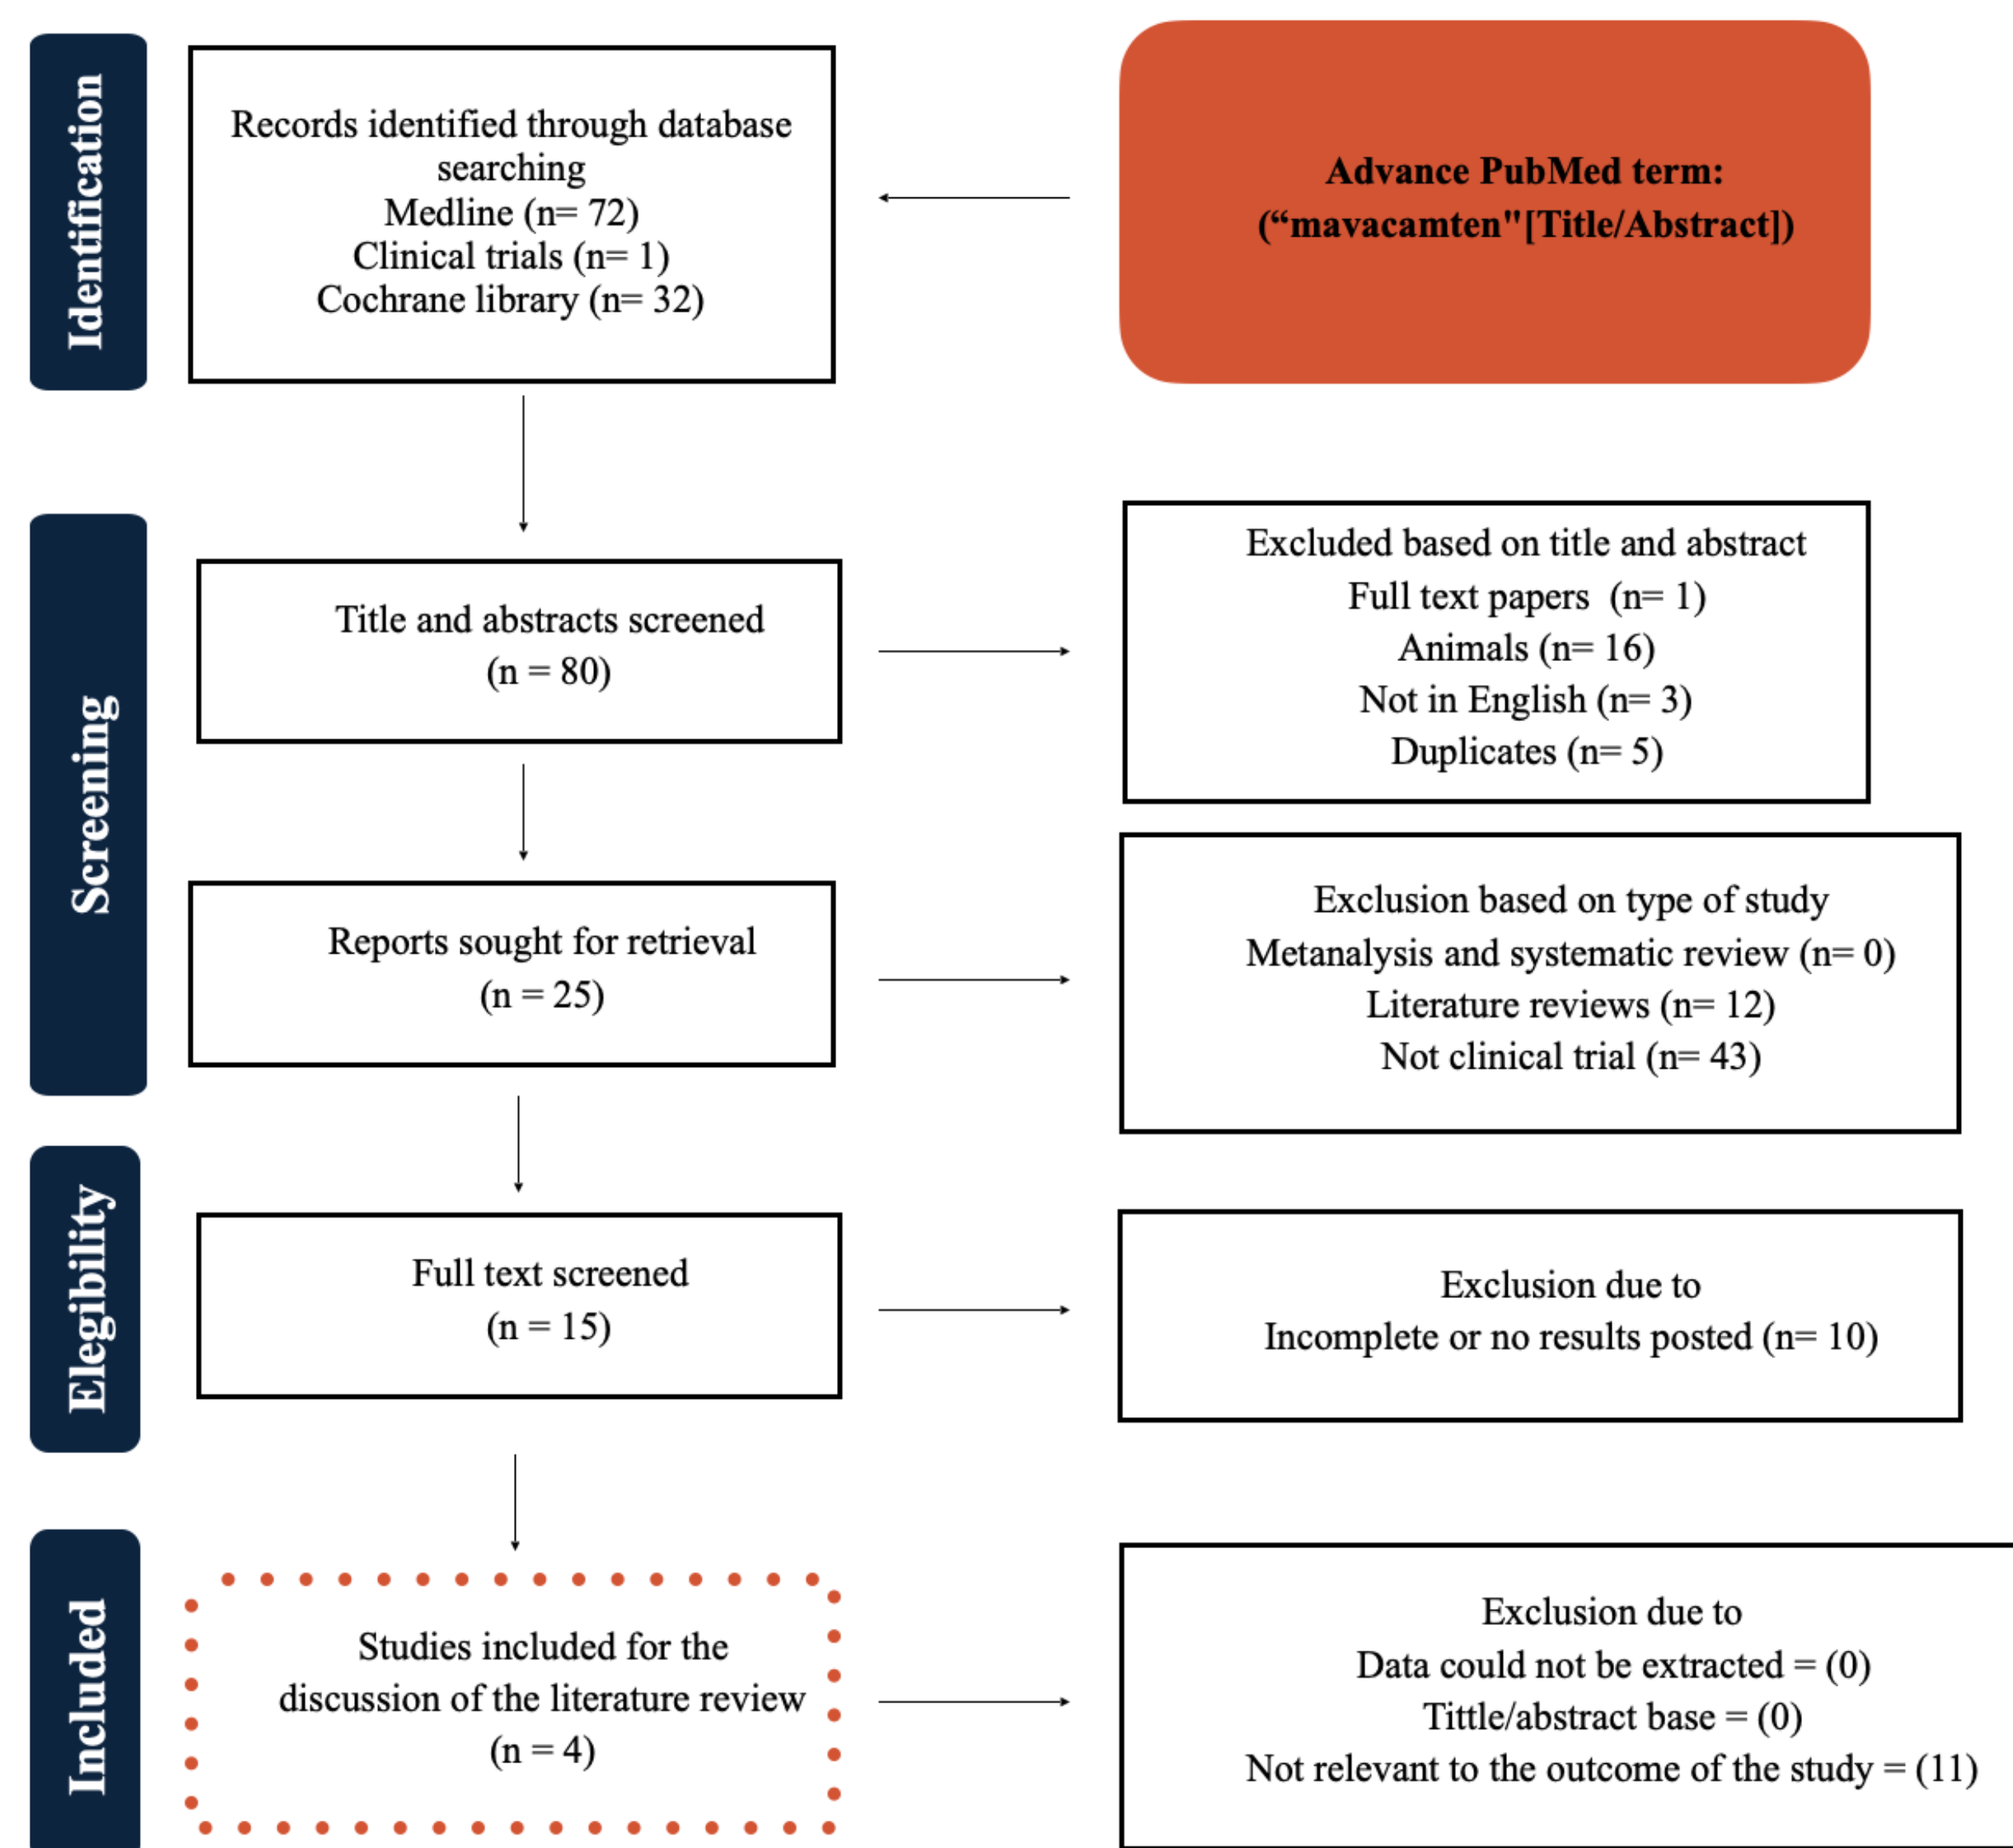 Identification
Records identified through database
searching
Medline (n= 72)
Clinical trials (n= 1)
Cochrane library (n= 32)
Advance PubMed term:
(“mavacamten"[Title/Abstract])
Screening
Title and abstracts screened
(n = 80)
Excluded based on title and abstract
Full text papers  (n= 1)
Animals (n= 16)
Not in English (n= 3)
Duplicates (n= 5)
Reports sought for retrieval
(n = 25)
Exclusion based on type of study
Metanalysis and systematic review (n= 0)
Literature reviews (n= 12)
Not clinical trial (n= 43)
Elegibility
Full text screened
(n = 15)
Exclusion due to
Incomplete or no results posted (n= 10)
Included
Studies included for the
discussion of the literature review
(n = 4)
Exclusion due to
Data could not be extracted = (0)
Tittle/abstract base = (0)
Not relevant to the outcome of the study = (11)